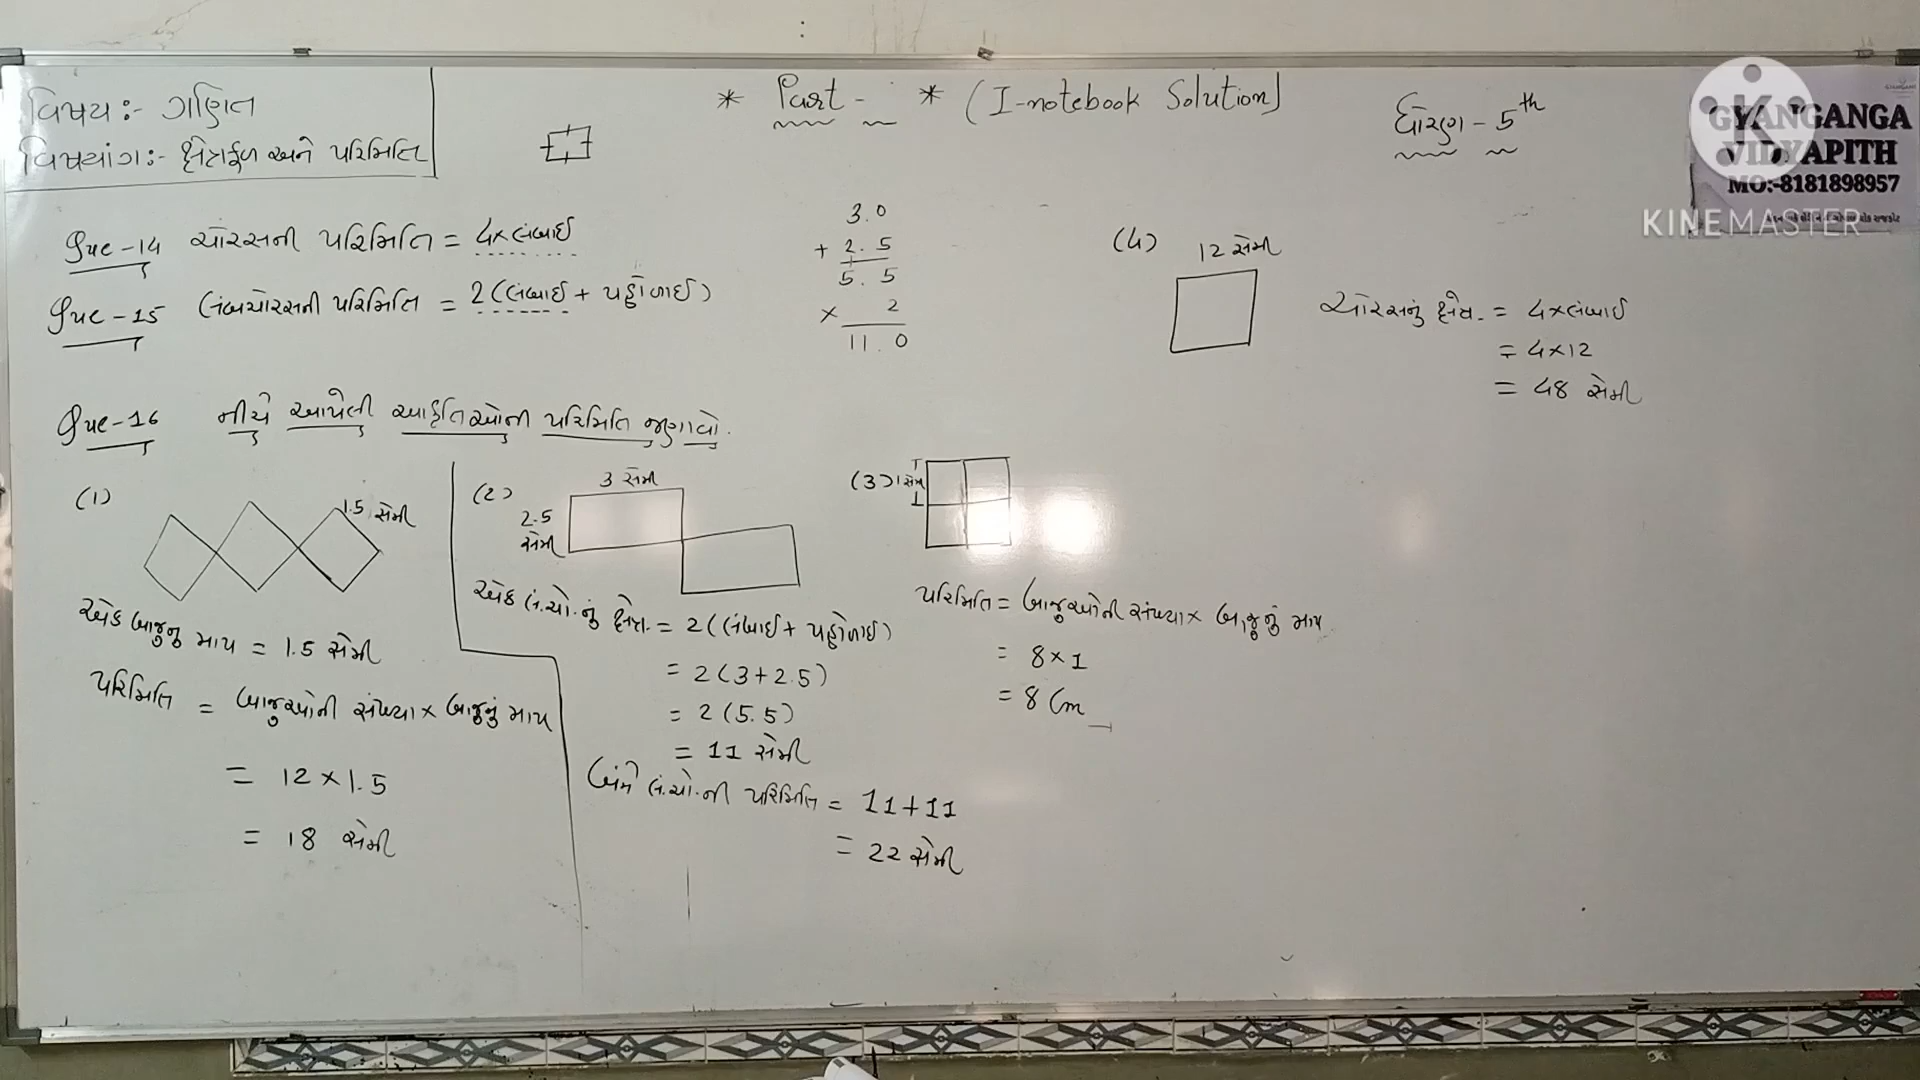 વિષય:- ગણિત
વિષયાંગ:- ક્ષેત્રફળ અને પરિમિતિ
* Part - * (I-notebook Solution)
ધોરણ - 5th
GYANGANGA
VIDYAPITH
MO:-8181898957
KINEMASTER
Que-14 ચોરસની પરિમિતિ = 4×લંબાઈ
Que-15 લંબચોરસની પરિમિતિ = 2(લંબાઈ + પહોળાઈ)
3.0
+ 2.5
5.5
× 2
11.0
Que-16 નીચે આપેલી આકૃતિઓની પરિમિતિ જણાવો.
(1)
1.5 સેમી
એક બાજુનુ માપ = 1.5 સેમી
પરિમિતિ = બાજુઓની સંખ્યા × બાજુનું માપ
= 12 × 1.5
= 18 સેમી
(2)
3 સેમી
2.5
સેમી
એક લં.ચો.નું ક્ષેત્ર. = 2(લંબાઈ + પહોળાઈ)
= 2(3+2.5)
= 2(5.5)
= 11 સેમી
બંને લં.ચો.ની પરિમિતિ = 11+11
= 22 સેમી
(3) 1 સેમી
પરિમિતિ = બાજુઓની સંખ્યા × બાજુનું માપ
= 8×1
= 8 Cm
(4) 12 સેમી
ચોરસનું ક્ષેત્ર. = 4×લંબાઈ
= 4×12
= 48 સેમી